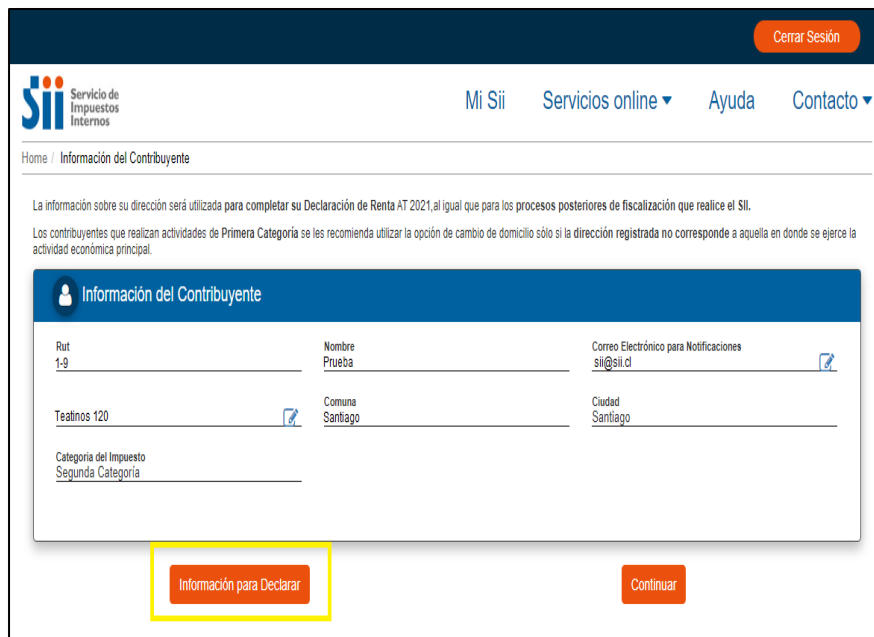 Cerrar Sesión
Sii Servicio de
Impuestos
Internos
Mi Sii Servicios online Ayuda Contacto
Home / Información del Contribuyente
La información sobre su dirección será utilizada para completar su Declaración de Renta AT 2021,al igual que para los procesos posteriores de fiscalización que realice el SII.
Los contribuyentes que realizan actividades de Primera Categoría se les recomienda utilizar la opción de cambio de domicilio sólo si la dirección registrada no corresponde a aquella en donde se ejerce la
actividad económica principal.
Información del Contribuyente
Rut Nombre Correo Electrónico para Notificaciones
1-9 Prueba sii@sii.cl
Comuna Ciudad
Teatinos 120 Santiago Santiago
Categoria del Impuesto
Segunda Categoría
Información para Declarar Continuar